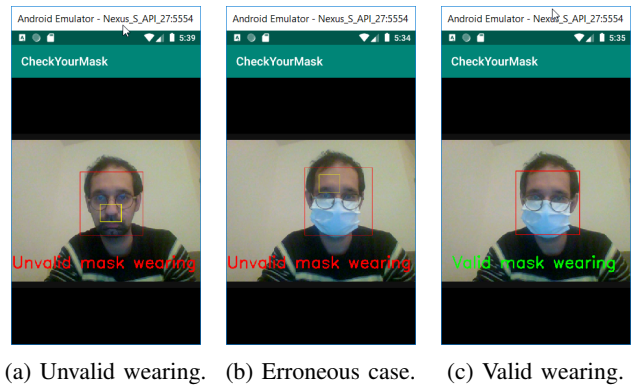 Android Emulator - Nexus_S_API_27:5554
5:39
CheckYourMask
Unvalid mask wearing
(a) Unvalid wearing.
Android Emulator - Nexus_S_API_27:5554
5:34
CheckYourMask
Unvalid mask wearing
(b) Erroneous case.
Android Emulator - Nexus_S_API_27:5554
5:35
CheckYourMask
Valid mask wearing
(c) Valid wearing.